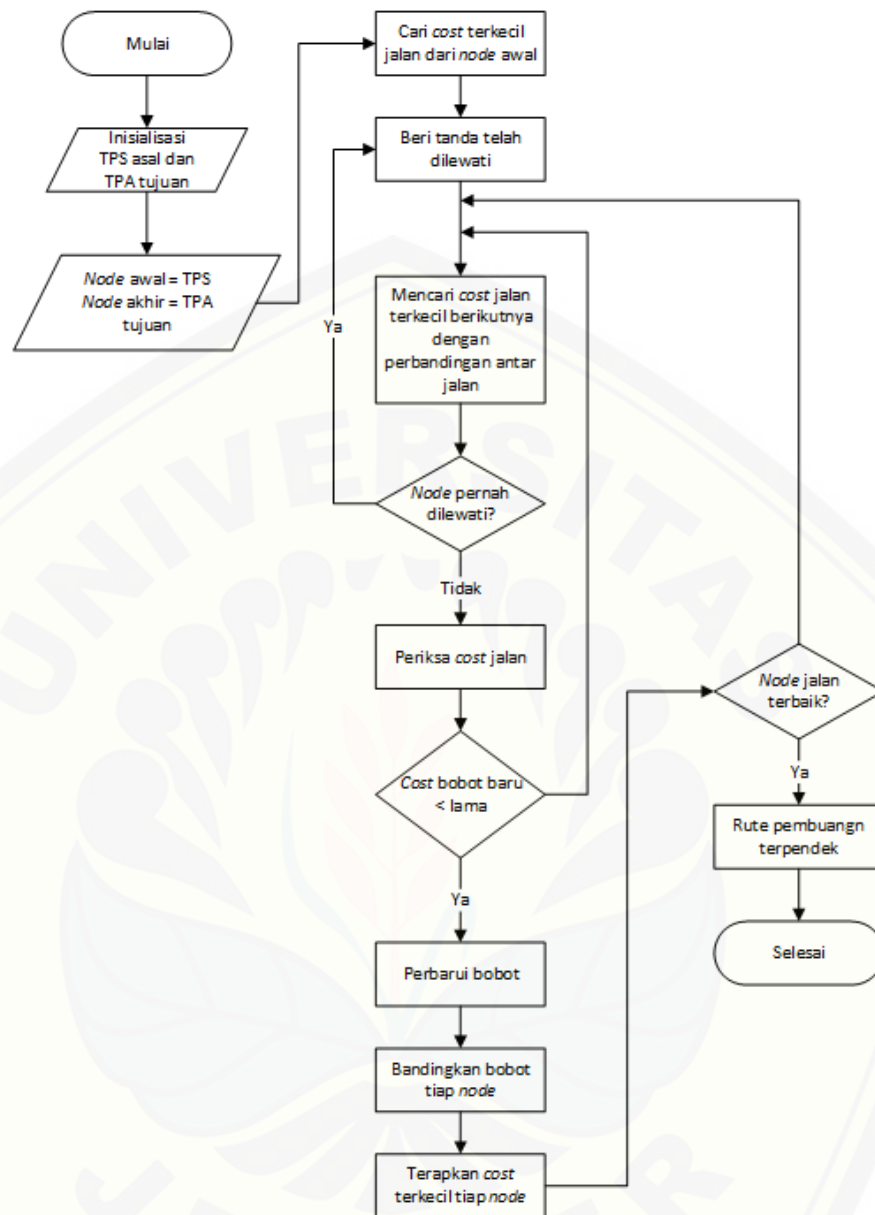 Mulai
Inisialisasi
TPS asal dan
TPA tujuan
Node awal = TPS
Node akhir = TPA
tujuan
Cari cost terkecil
jalan dari node awal
Beri tanda telah
dilewati
Mencari cost jalan
terkecil berikutnya
dengan
perbandingan antar
jalan
Ya
Node pernah
dilewati?
Tidak
Periksa cost jalan
Cost bobot baru
< lama
Ya
Perbarui bobot
Bandingkan bobot
tiap node
Terapkan cost
terkecil tiap node
Node jalan
terbaik?
Ya
Rute pembuangn
terpendek
Selesai
UNIVERSITAS